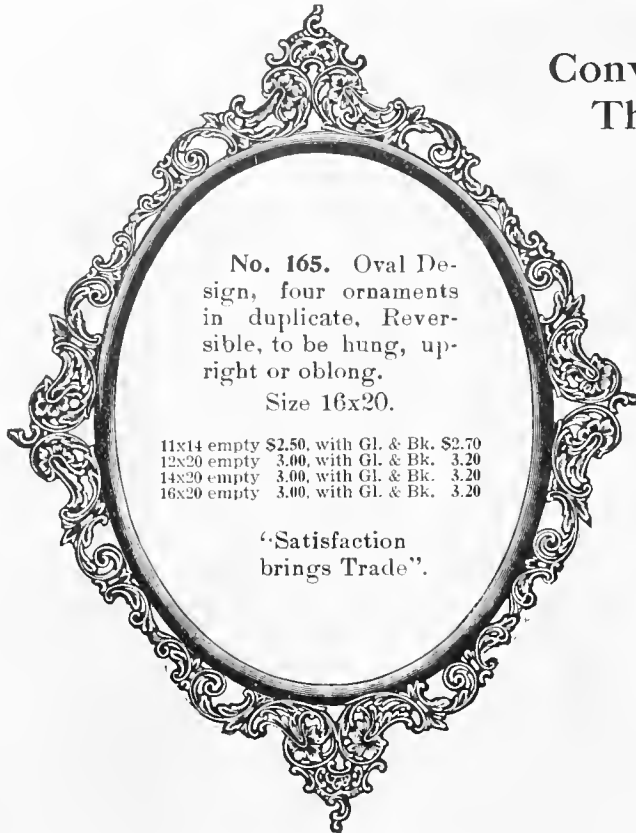 Conv
Th
No. 165. Oval De-
sign, four ornaments
in duplicate, Rever-
sible, to be hung, up-
right or oblong.
Size 16x20.
11x14 empty $2.50, with Gl. & Bk. $2.70
12x20 empty 3.00, with Gl. & Bk. 3.20
14x20 empty 3.00, with Gl. & Bk. 3.20
16x20 empty 3.00, with Gl. & Bk. 3.20
“Satisfaction
brings Trade”.